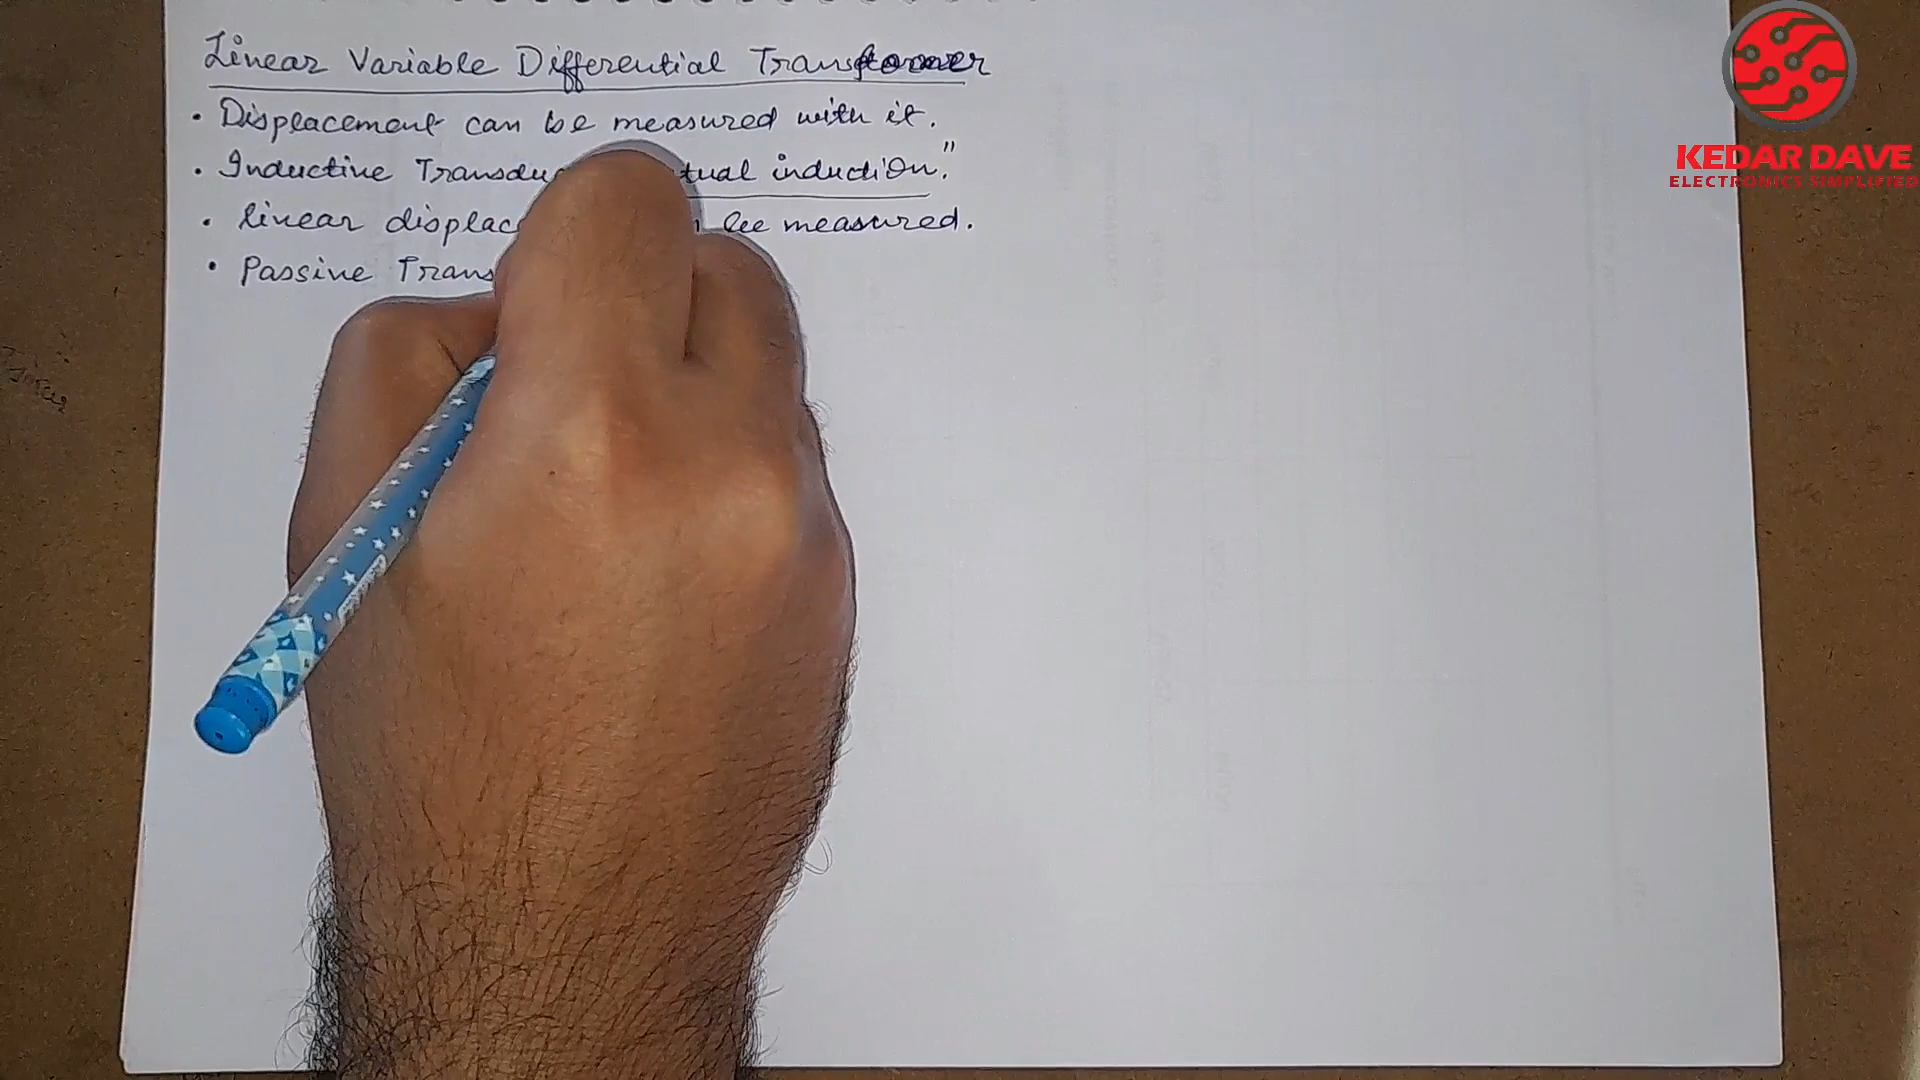 Linear Variable Differential Transformer
• Displacement can be measured with it.
• Inductive Transdu tual induction."
• linear displac be measured.
• Passive Trans
KEDAR DAVE
ELECTRONICS SIMPLIFIED